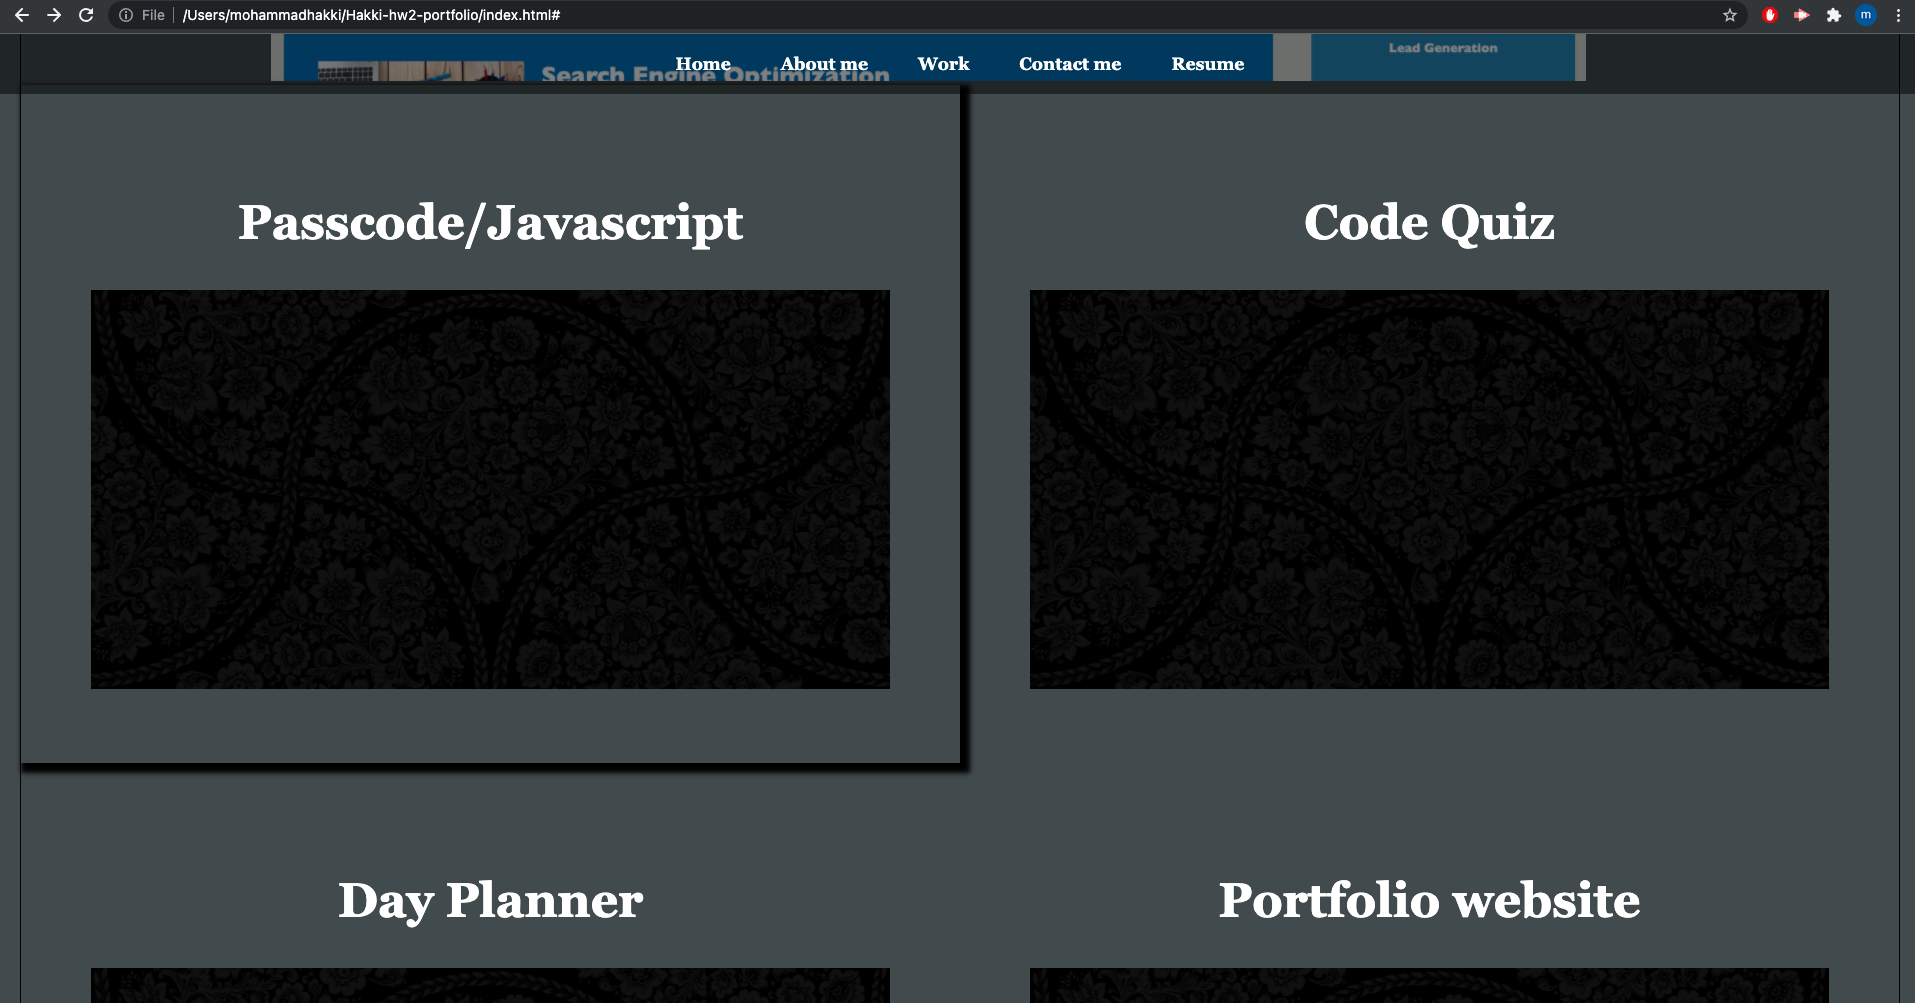 File /Users/mohammadhakki/Hakki-hw2-portfolio/index.html#
m
Lead Generation
Search Engine Optimization
Home About me Work Contact me Resume
Passcode/Javascript Code Quiz
Day Planner Portfolio website